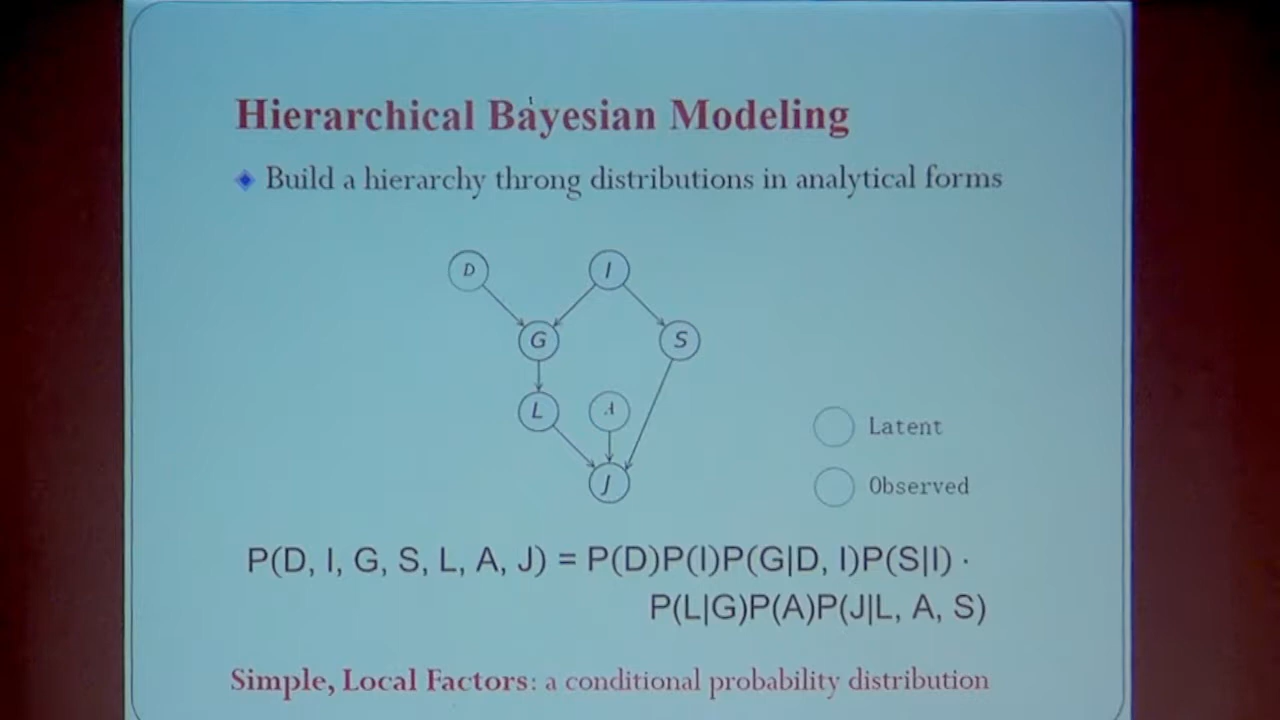 Hierarchical Bayesian Modeling
Build a hierarchy throng distributions in analytical forms
D
I
G
S
L
A
J
Latent
Observed
P(D, I, G, S, L, A, J) = P(D)P(I)P(G|D, I)P(S|I) ·
P(L|G)P(A)P(J|L, A, S)
Simple, Local Factors: a conditional probability distribution